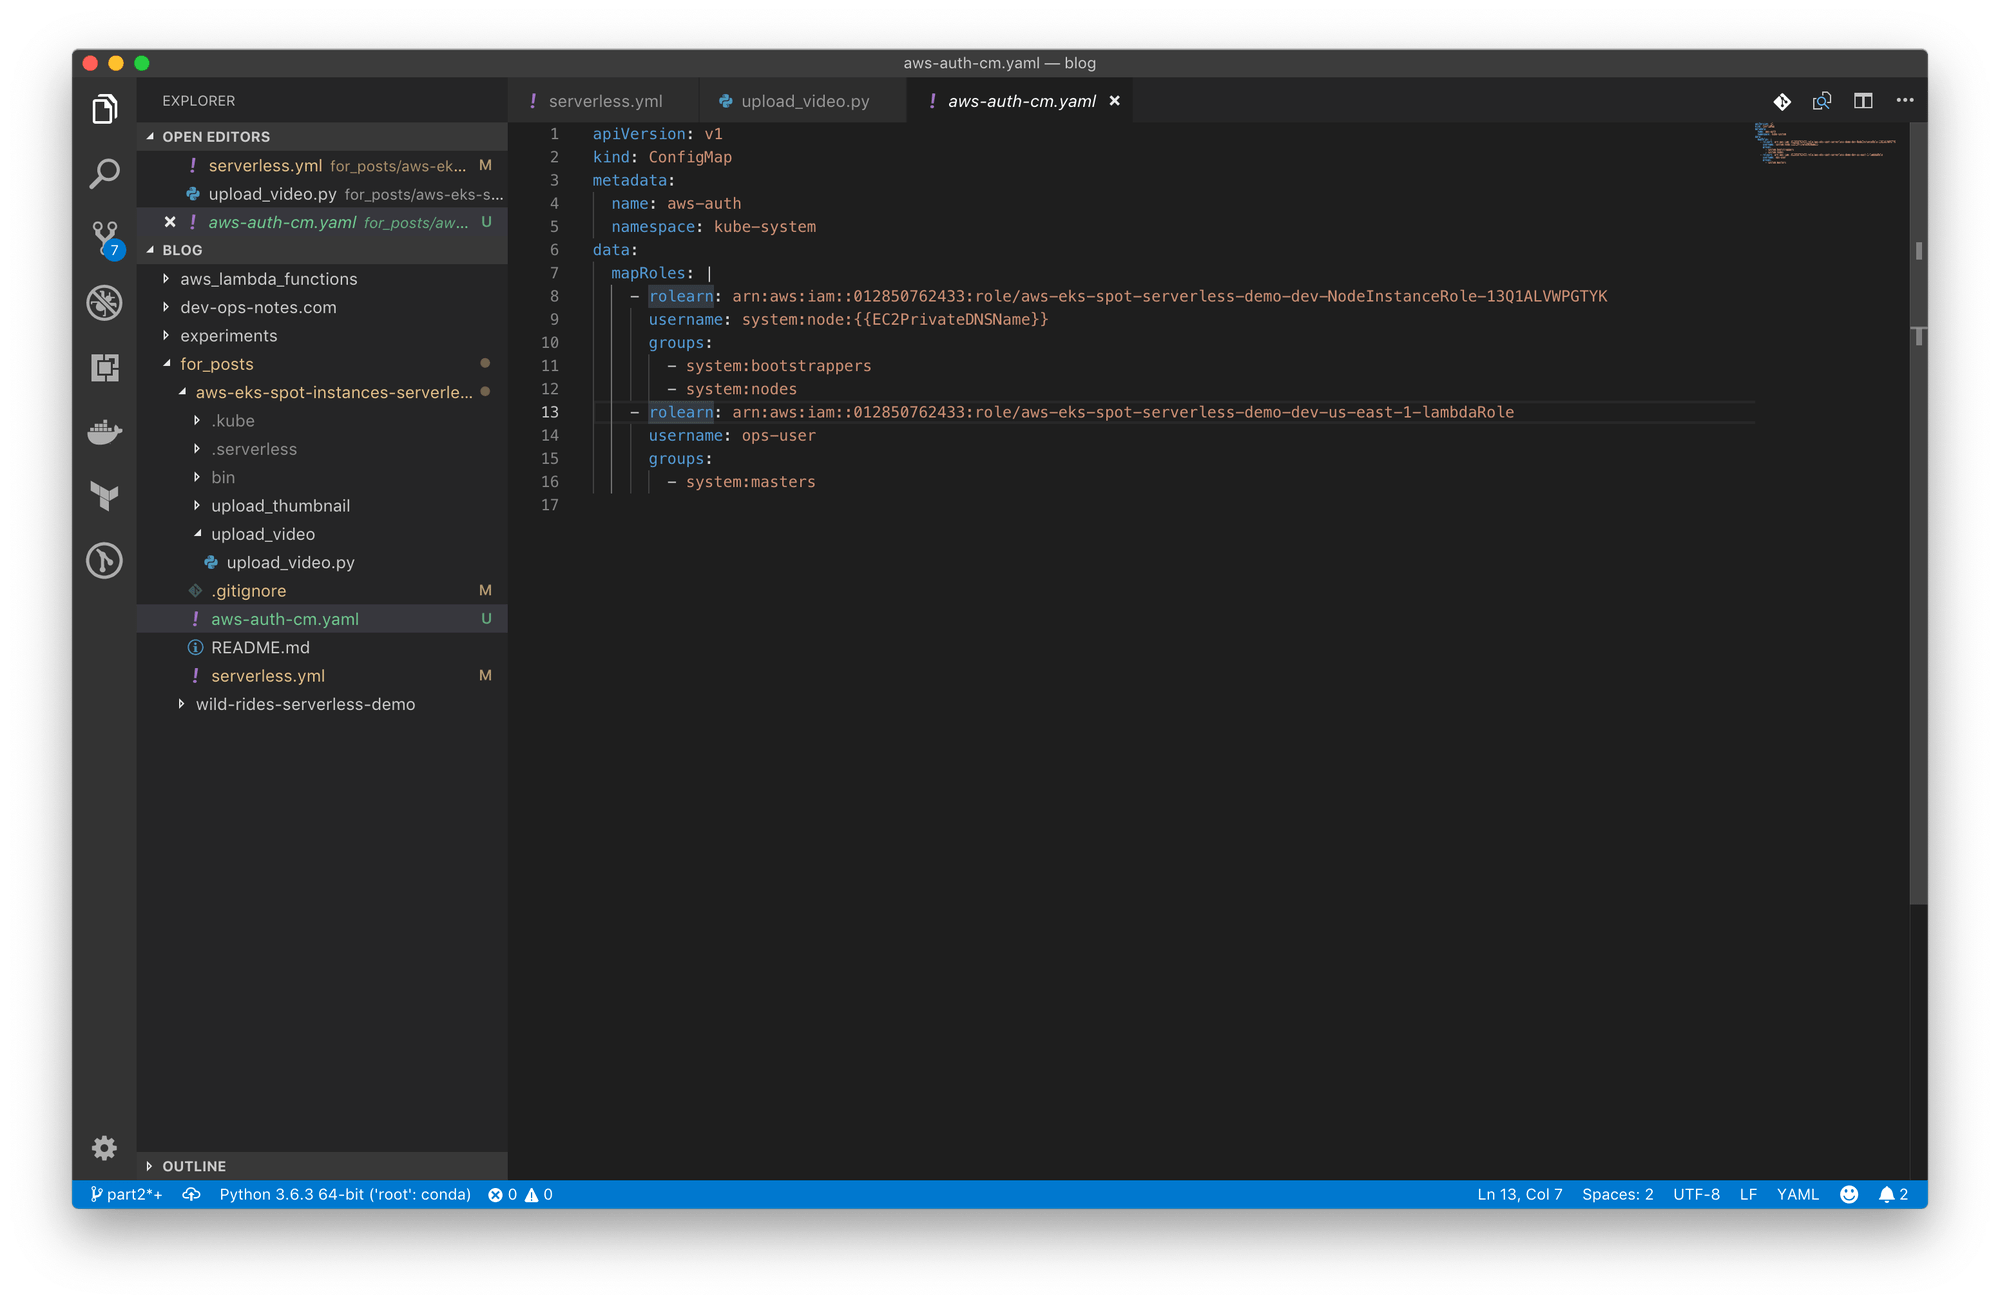 aws-auth-cm.yaml — blog
EXPLORER
OPEN EDITORS
! serverless.yml for_posts/aws-ek... M
upload_video.py for_posts/aws-eks-s...
! aws-auth-cm.yaml for_posts/aw... U
7
BLOG
aws_lambda_functions
dev-ops-notes.com
experiments
for_posts
aws-eks-spot-instances-serverle...
.kube
.serverless
bin
upload_thumbnail
upload_video
upload_video.py
.gitignore M
! aws-auth-cm.yaml U
README.md
! serverless.yml M
wild-rides-serverless-demo
OUTLINE
! serverless.yml
upload_video.py
! aws-auth-cm.yaml
1 apiVersion: v1
2 kind: ConfigMap
3 metadata:
4 name: aws-auth
5 namespace: kube-system
6 data:
7 mapRoles: |
8 - rolearn: arn:aws:iam::012850762433:role/aws-eks-spot-serverless-demo-dev-NodeInstanceRole-13Q1ALVWPGTYK
9 username: system:node:{{EC2PrivateDNSName}}
10 groups:
11 - system:bootstrappers
12 - system:nodes
13 - rolearn: arn:aws:iam::012850762433:role/aws-eks-spot-serverless-demo-dev-us-east-1-lambdaRole
14 username: ops-user
15 groups:
16 - system:masters
17
part2*+ Python 3.6.3 64-bit ('root': conda) 0 0 Ln 13, Col 7 Spaces: 2 UTF-8 LF YAML 2